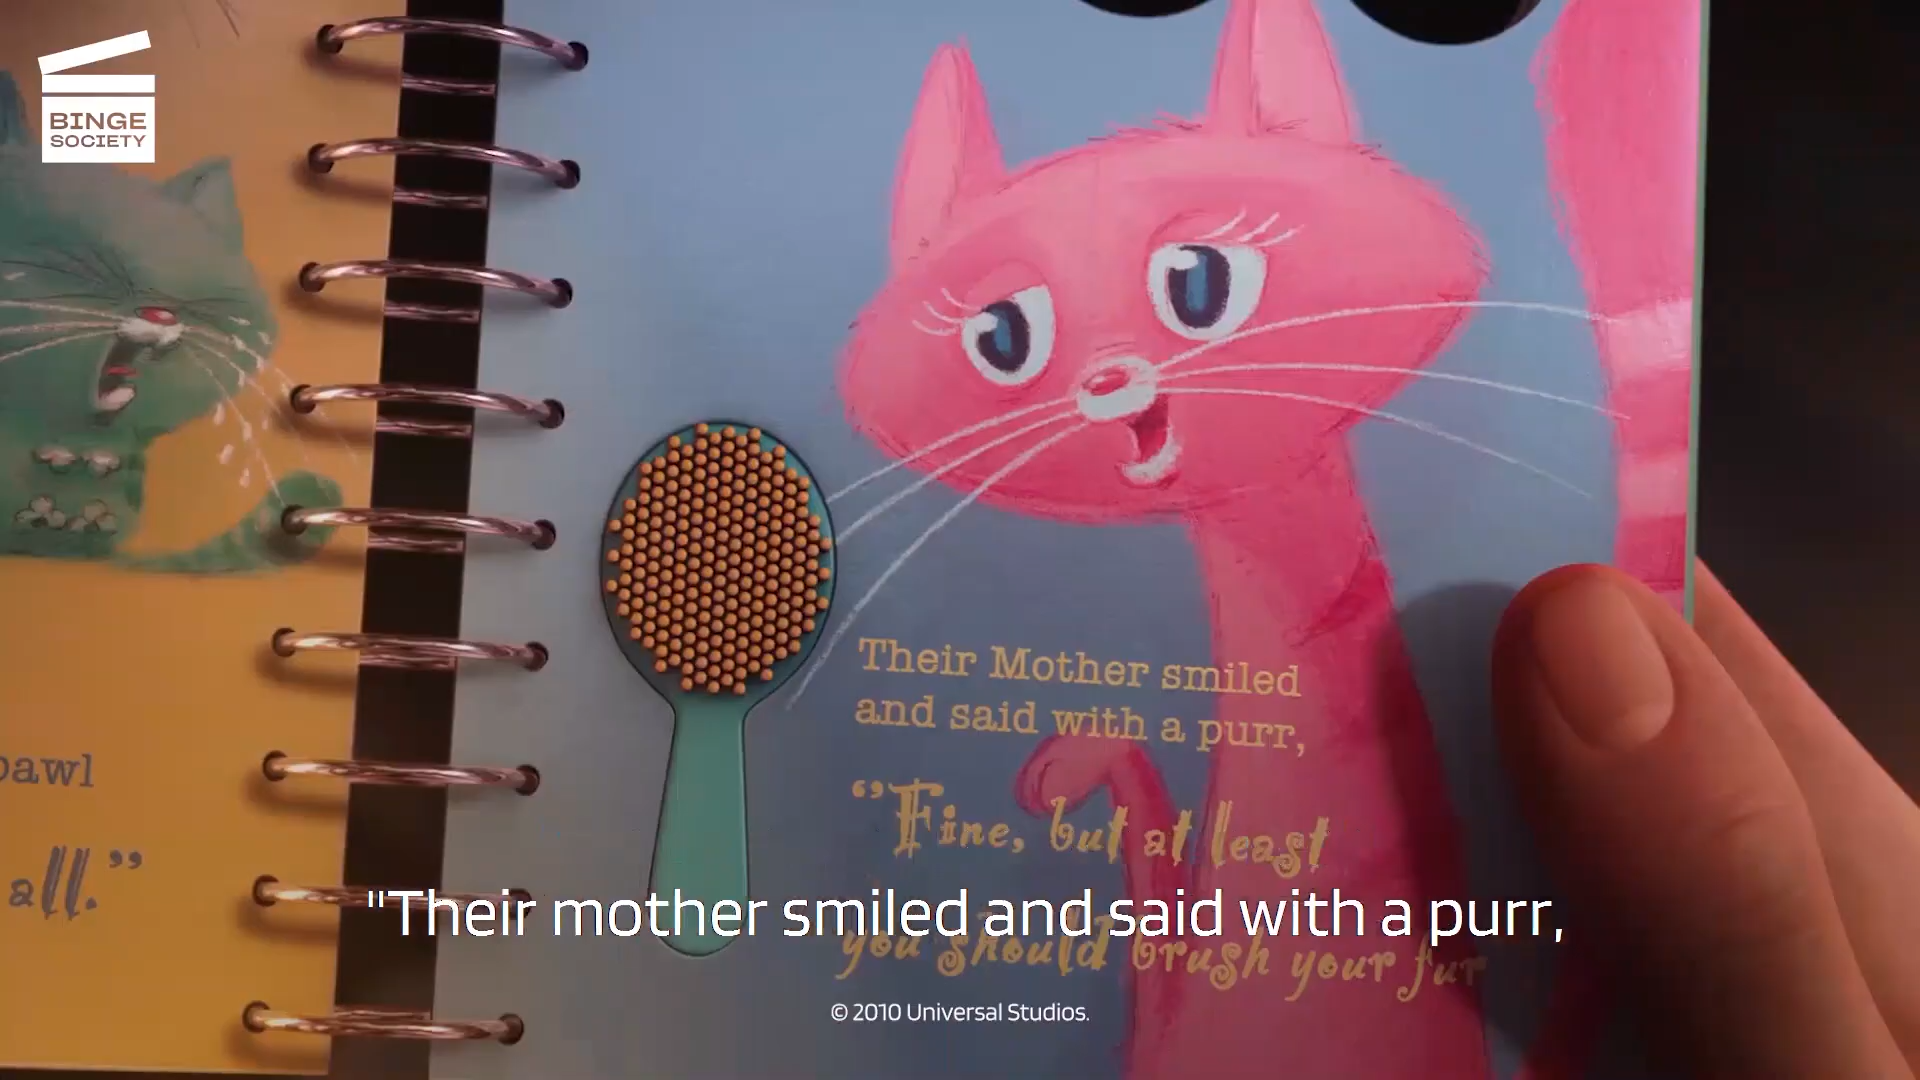 BINGE
SOCIETY
bawl
all.”
Their Mother smiled
and said with a purr,
“Fine, but at least
you should brush your fur
"Their mother smiled and said with a purr,
© 2010 Universal Studios.